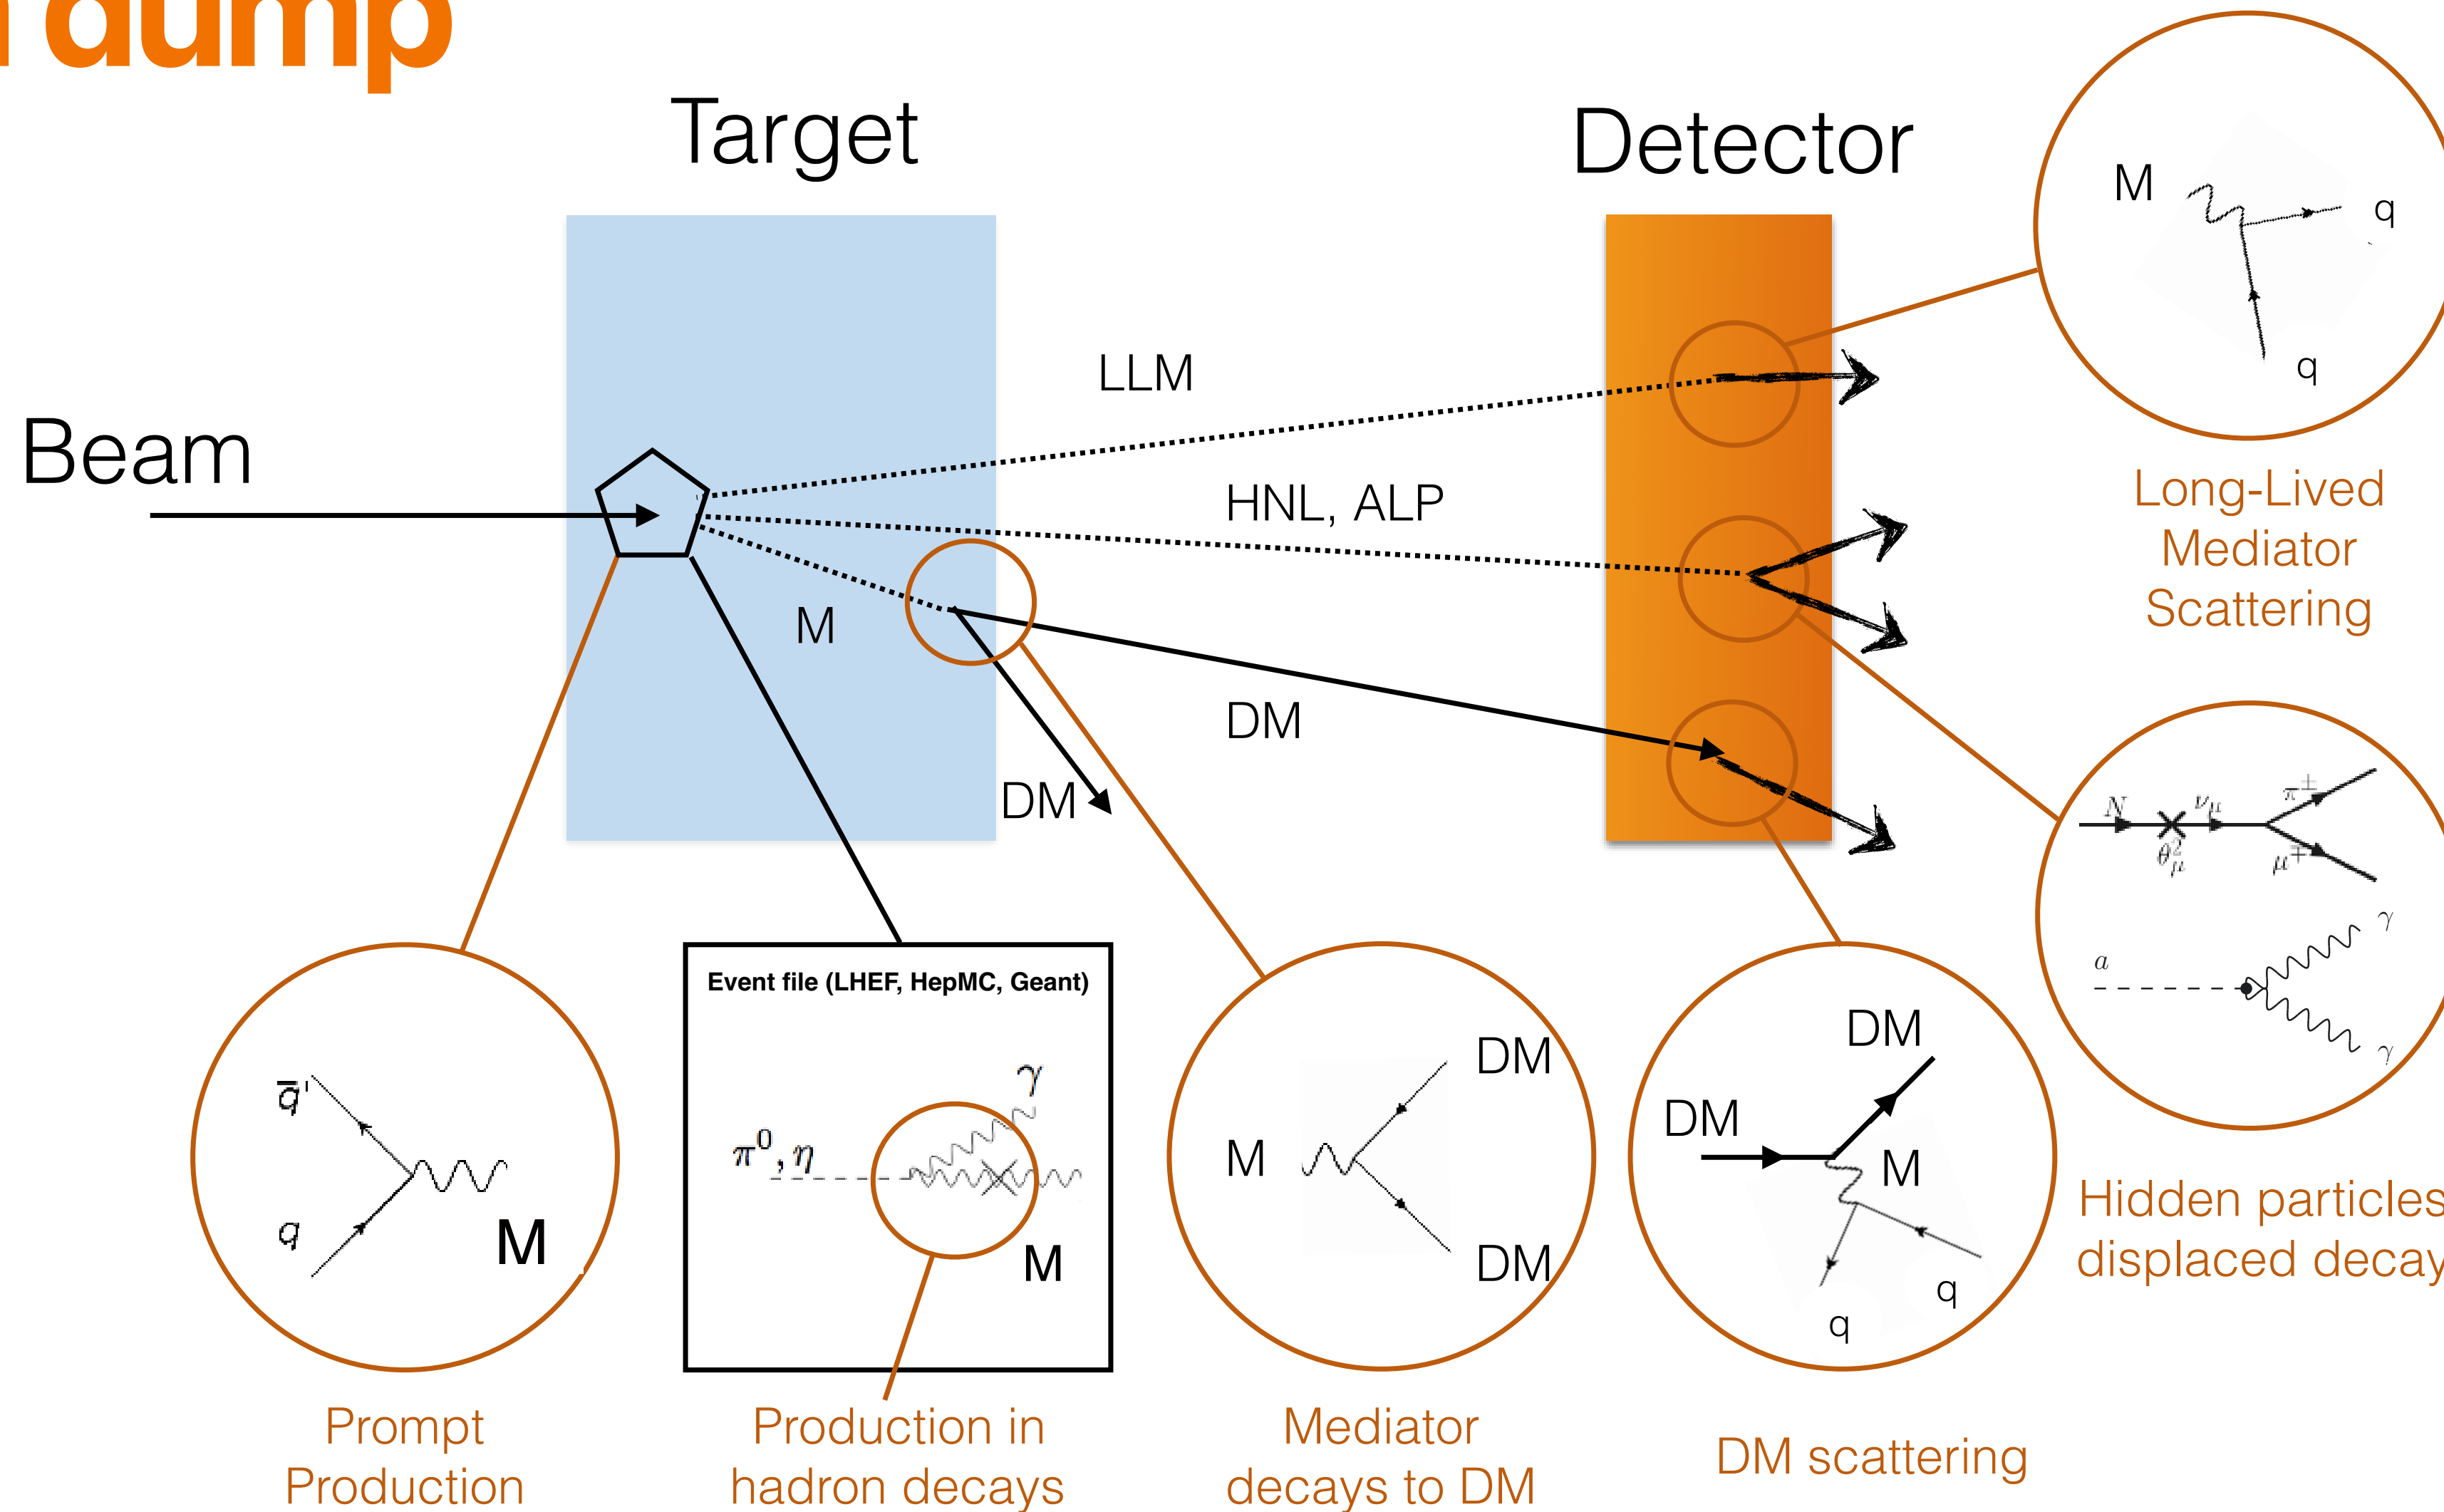 dump
Target
Detector
Beam
LLM
HNL, ALP
M
DM
DM
M
q
q
Long-Lived
Mediator
Scattering
N
ν_μ
θ_μ^2
π^±
μ^∓
a
γ
γ
Hidden particles
displaced decay
Event file (LHEF, HepMC, Geant)
q̅'
q
M
π⁰, η
γ
M
M
DM
DM
DM
DM
M
q
q
Prompt
Production
Production in
hadron decays
Mediator
decays to DM
DM scattering